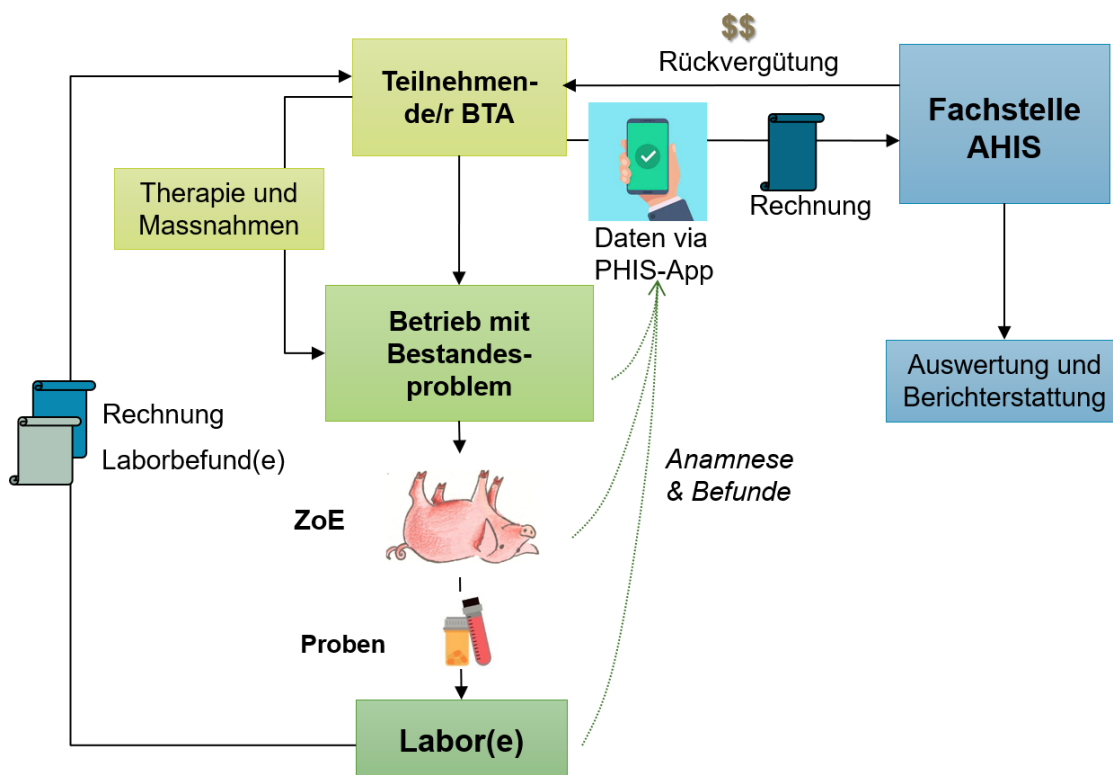 $$
Rückvergütung
Teilnehmen-
de/r BTA
Fachstelle
AHIS
Therapie und
Massnahmen
Rechnung
Daten via
PHIS-App
Betrieb mit
Bestandes-
problem
Auswertung und
Berichterstattung
Rechnung
Laborbefund(e)
Anamnese
& Befunde
ZoE
Proben
Labor(e)